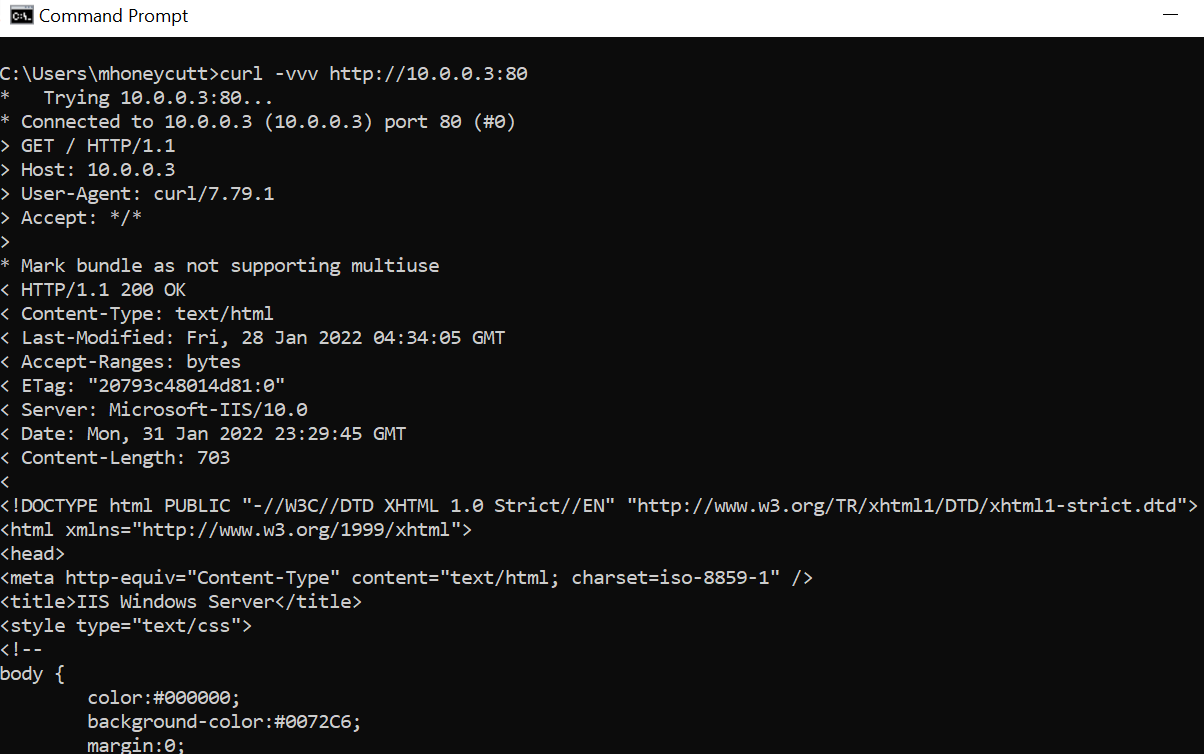 Command Prompt
C:\Users\mhoneycutt>curl -vvv http://10.0.0.3:80
*   Trying 10.0.0.3:80...
* Connected to 10.0.0.3 (10.0.0.3) port 80 (#0)
> GET / HTTP/1.1
> Host: 10.0.0.3
> User-Agent: curl/7.79.1
> Accept: */*
>
* Mark bundle as not supporting multiuse
< HTTP/1.1 200 OK
< Content-Type: text/html
< Last-Modified: Fri, 28 Jan 2022 04:34:05 GMT
< Accept-Ranges: bytes
< ETag: "20793c48014d81:0"
< Server: Microsoft-IIS/10.0
< Date: Mon, 31 Jan 2022 23:29:45 GMT
< Content-Length: 703
<
<!DOCTYPE html PUBLIC "-//W3C//DTD XHTML 1.0 Strict//EN" "http://www.w3.org/TR/xhtml1/DTD/xhtml1-strict.dtd">
<html xmlns="http://www.w3.org/1999/xhtml">
<head>
<meta http-equiv="Content-Type" content="text/html; charset=iso-8859-1" />
<title>IIS Windows Server</title>
<style type="text/css">
<!--
body {
        color:#000000;
        background-color:#0072C6;
        margin:0;